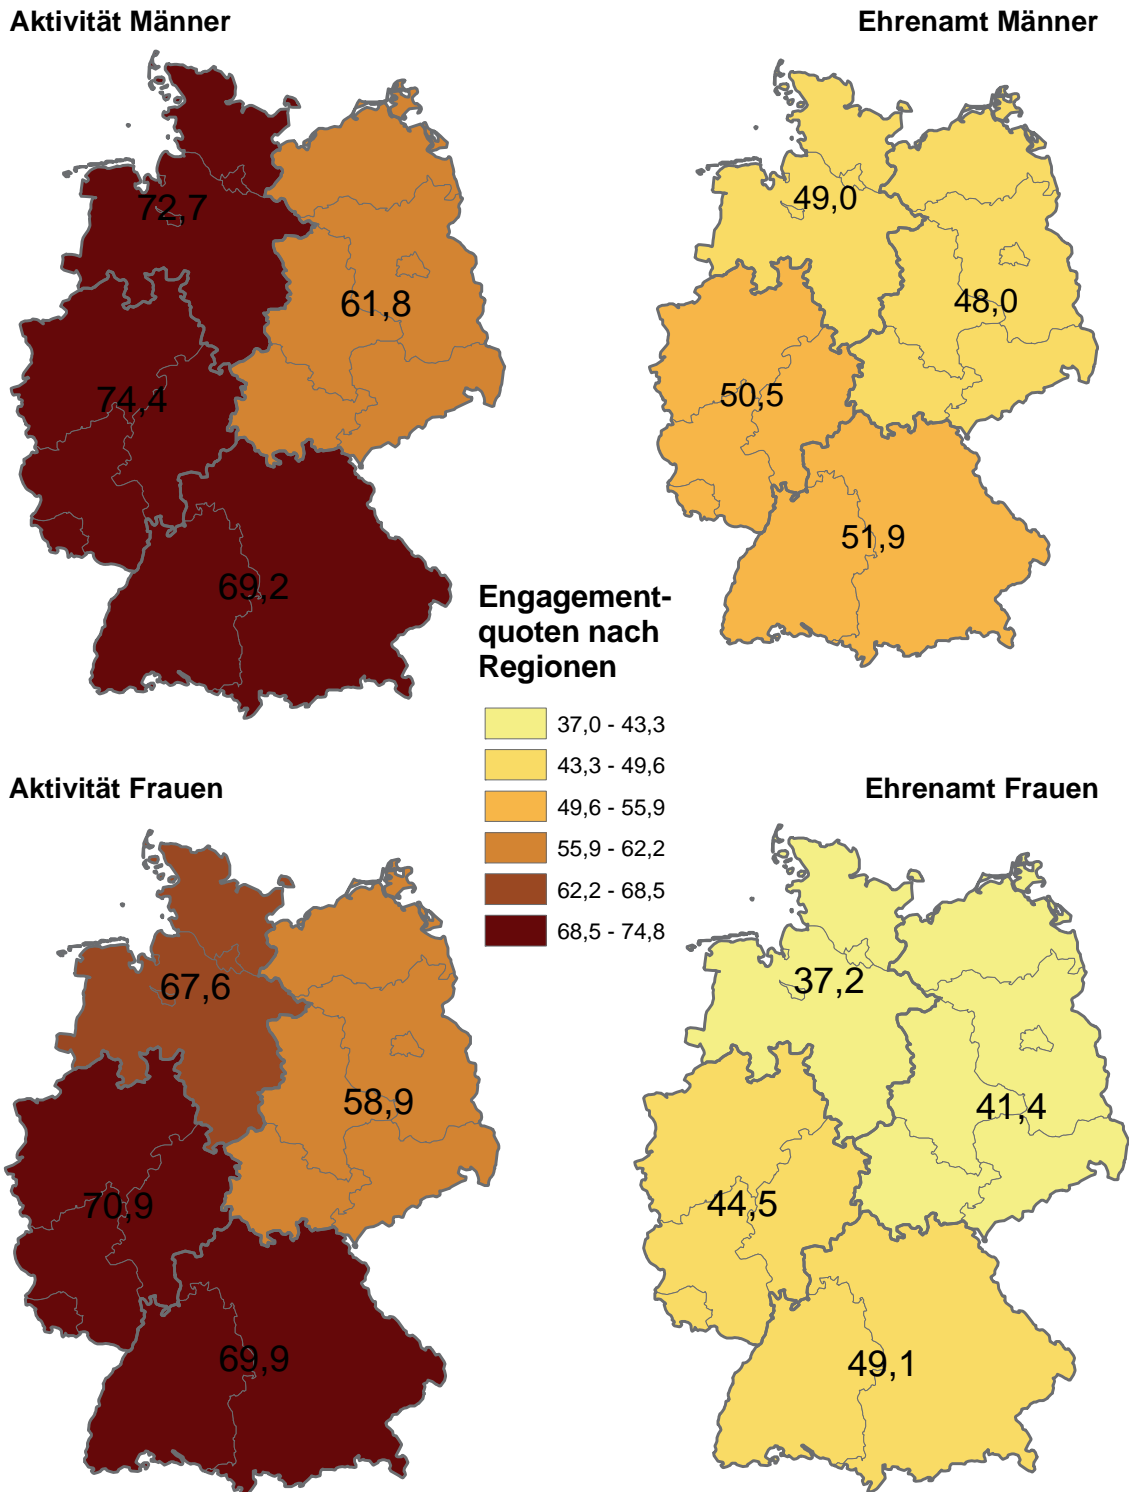 Aktivität Männer
Ehrenamt Männer
72,7
61,8
74,4
69,2
49,0
48,0
50,5
51,9
Engagement-
quoten nach
Regionen
37,0 - 43,3
43,3 - 49,6
49,6 - 55,9
55,9 - 62,2
62,2 - 68,5
68,5 - 74,8
Aktivität Frauen
Ehrenamt Frauen
67,6
58,9
70,9
69,9
37,2
41,4
44,5
49,1